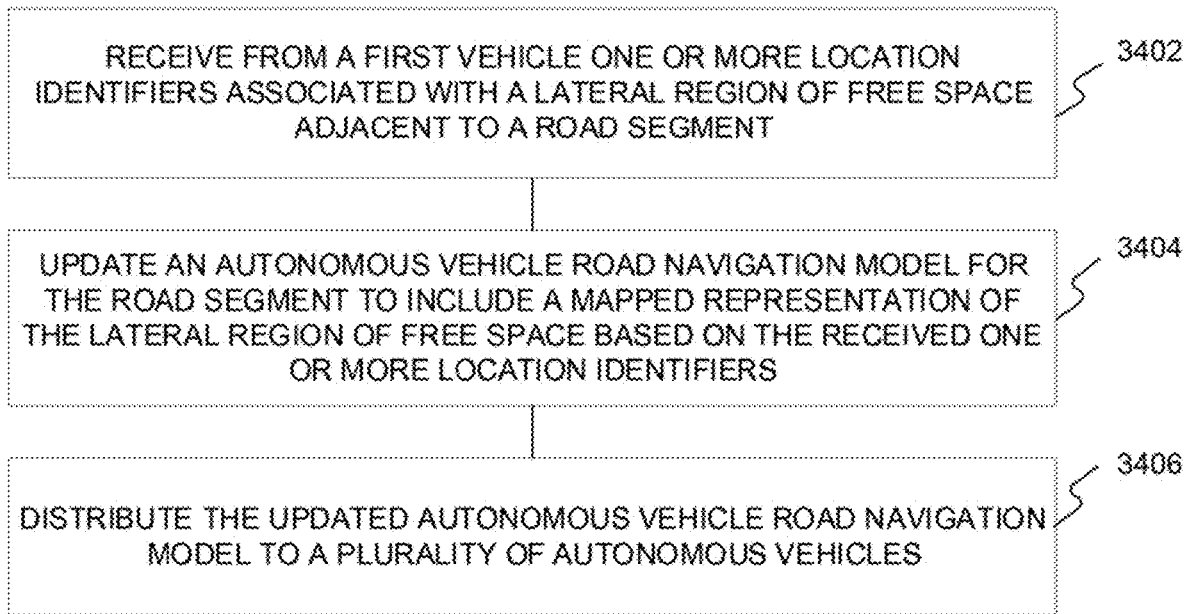 RECEIVE FROM A FIRST VEHICLE ONE OR MORE LOCATION
IDENTIFIERS ASSOCIATED WITH A LATERAL REGION OF FREE SPACE
ADJACENT TO A ROAD SEGMENT
3402
UPDATE AN AUTONOMOUS VEHICLE ROAD NAVIGATION MODEL FOR
THE ROAD SEGMENT TO INCLUDE A MAPPED REPRESENTATION OF
THE LATERAL REGION OF FREE SPACE BASED ON THE RECEIVED ONE
OR MORE LOCATION IDENTIFIERS
3404
DISTRIBUTE THE UPDATED AUTONOMOUS VEHICLE ROAD NAVIGATION
MODEL TO A PLURALITY OF AUTONOMOUS VEHICLES
3406